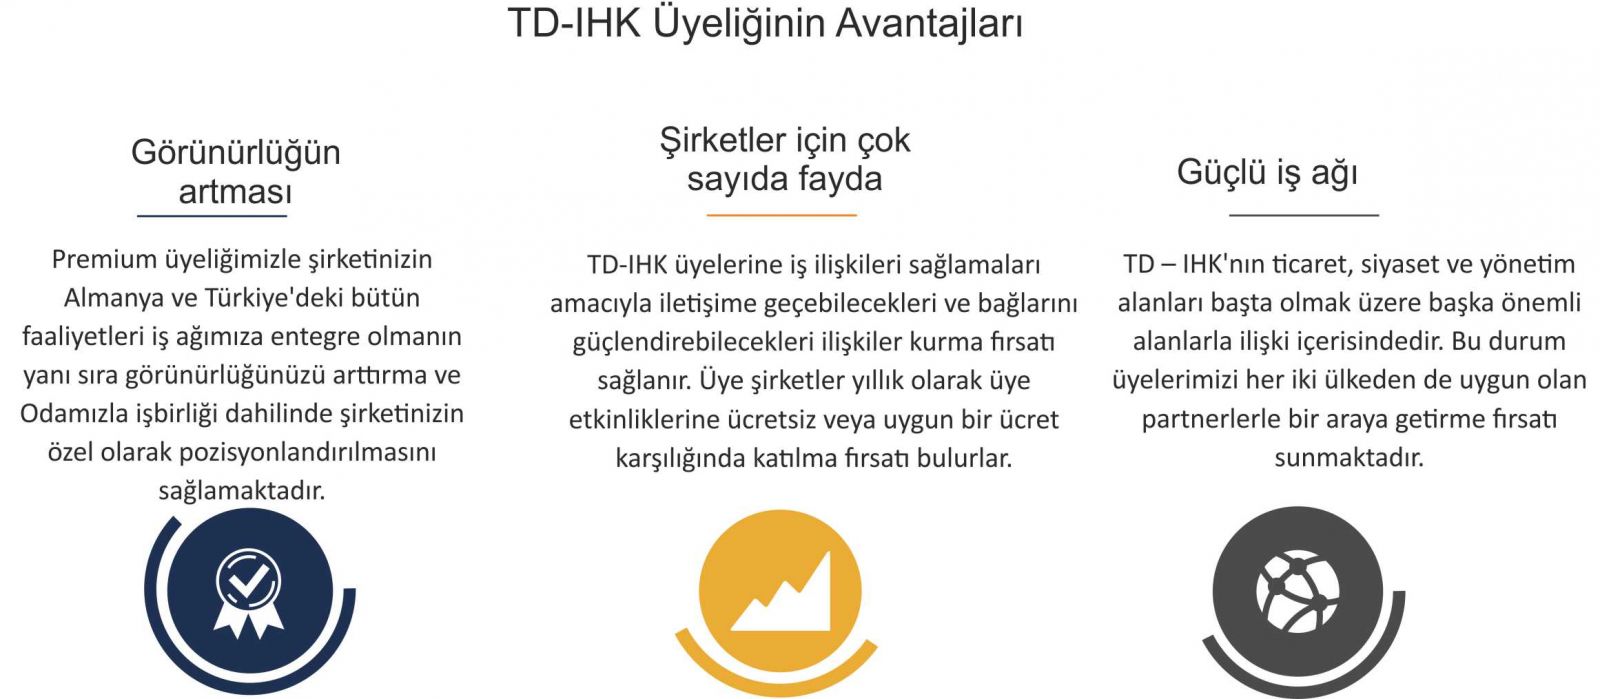 TD-IHK Üyeliğinin Avantajları
Görünürlüğün
artması
Premium üyeliğimizle şirketinizin
Almanya ve Türkiye'deki bütün
faaliyetleri iş ağımıza entegre olmanın
yanı sıra görünürlüğünüzü arttırma ve
Odamızla işbirliği dahilinde şirketinizin
özel olarak pozisyonlandırılmasını
sağlamaktadır.
Şirketler için çok
sayıda fayda
TD-IHK üyelerine iş ilişkileri sağlamaları
amacıyla iletişime geçebilecekleri ve bağlarını
güçlendirebilecekleri ilişkiler kurma fırsatı
sağlanır. Üye şirketler yıllık olarak üye
etkinliklerine ücretsiz veya uygun bir ücret
karşılığında katılma fırsatı bulurlar.
Güçlü iş ağı
TD – IHK'nın ticaret, siyaset ve yönetim
alanları başta olmak üzere başka önemli
alanlarla ilişki içerisindedir. Bu durum
üyelerimizi her iki ülkeden de uygun olan
partnerlerle bir araya getirme fırsatı
sunmaktadır.